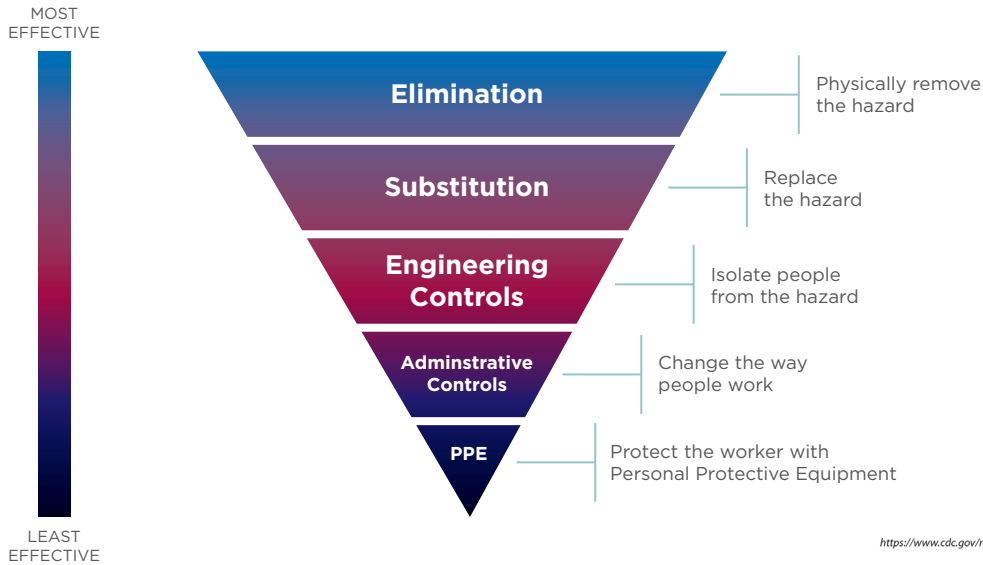 MOST
EFFECTIVE
Elimination
Physically remove
the hazard
Substitution
Replace
the hazard
Engineering
Controls
Isolate people
from the hazard
Adminstrative
Controls
Change the way
people work
PPE
Protect the worker with
Personal Protective Equipment
LEAST
EFFECTIVE
https://www.cdc.gov/r